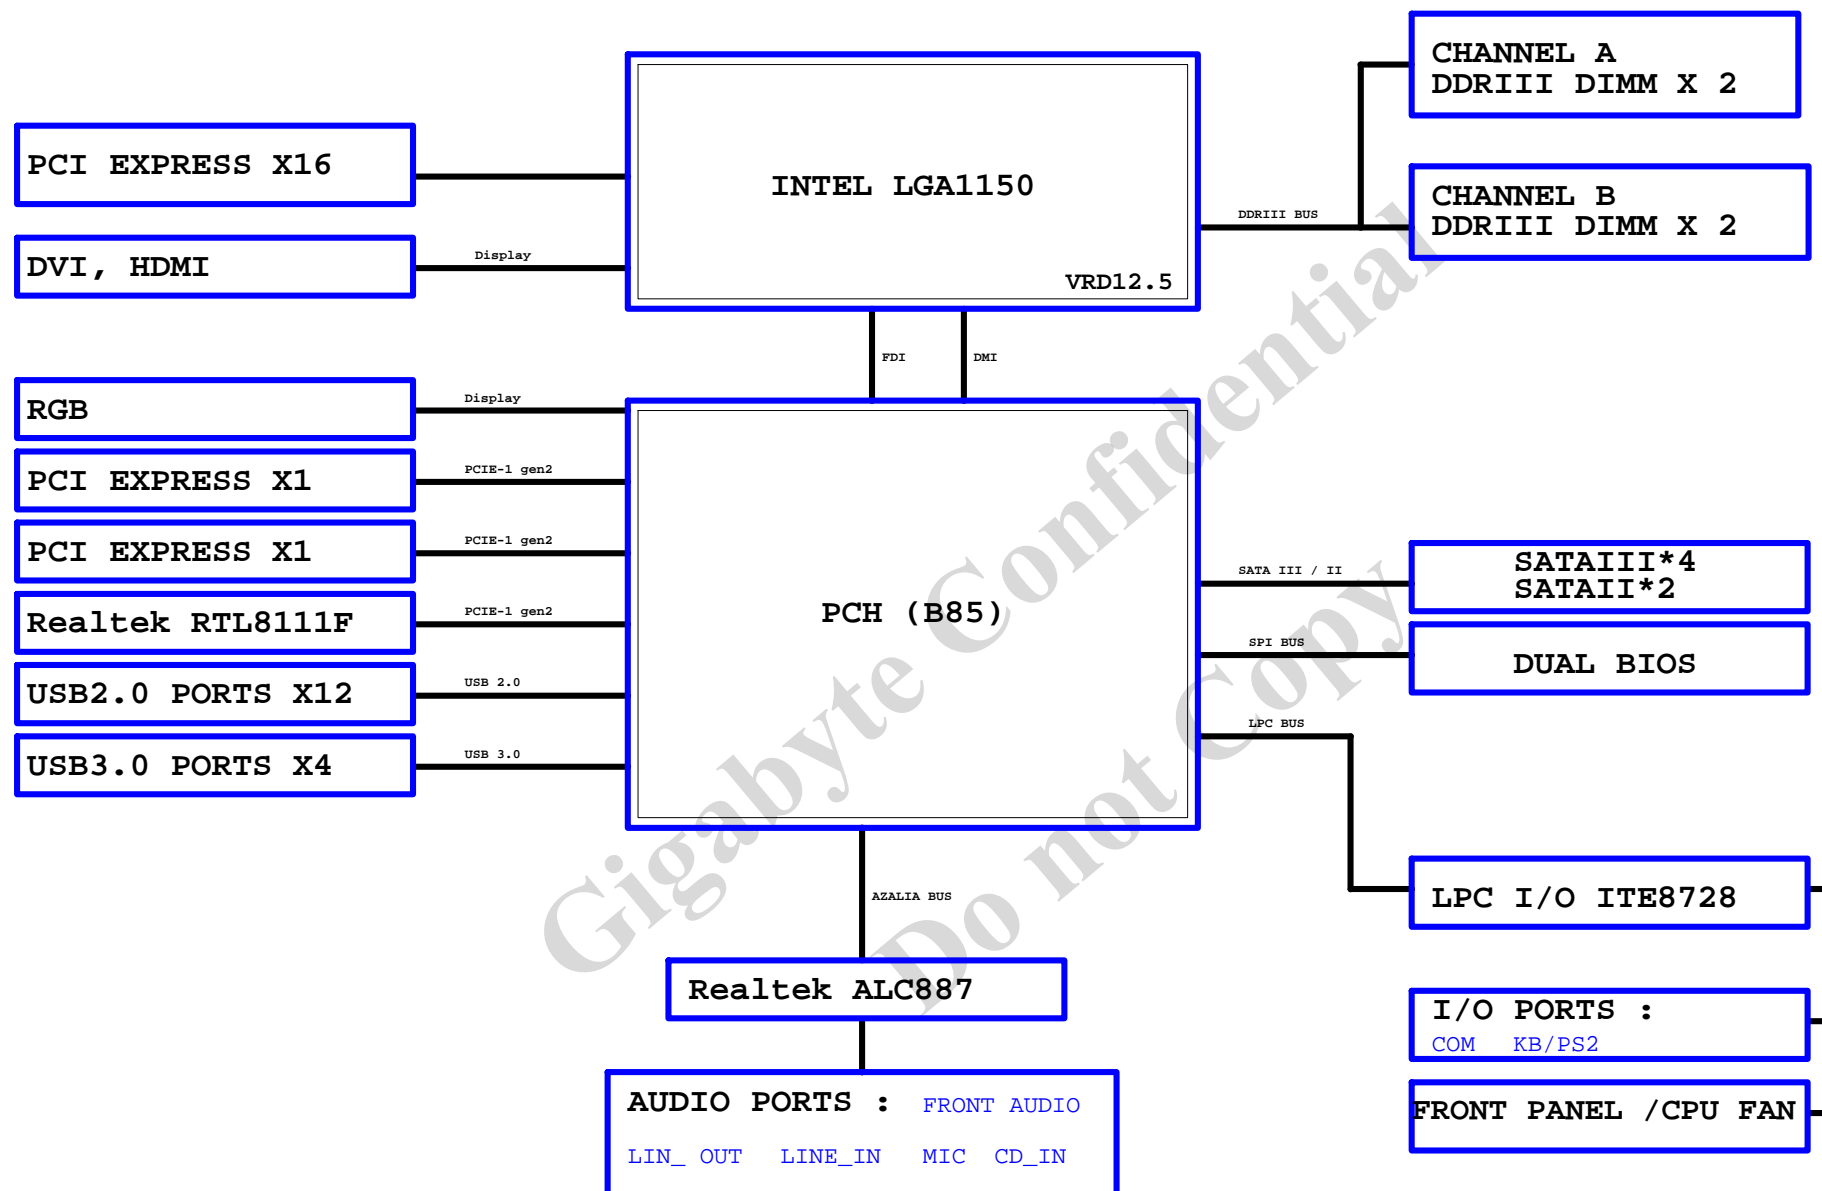 CHANNEL A
DDRIII DIMM X 2
PCI EXPRESS X16
INTEL LGA1150
CHANNEL B
DDRIII DIMM X 2
DDRIII BUS
DVI, HDMI
Display
VRD12.5
FDI
DMI
RGB
Display
PCI EXPRESS X1
PCIE-1 gen2
PCI EXPRESS X1
PCIE-1 gen2
SATA III / II
SATAIII*4
SATAII*2
Realtek RTL8111F
PCIE-1 gen2
PCH (B85)
SPI BUS
DUAL BIOS
USB2.0 PORTS X12
USB 2.0
LPC BUS
USB3.0 PORTS X4
USB 3.0
AZALIA BUS
LPC I/O ITE8728
Realtek ALC887
I/O PORTS :
COM KB/PS2
AUDIO PORTS : FRONT AUDIO
LIN_ OUT LINE_IN MIC CD_IN
FRONT PANEL /CPU FAN
Gigabyte Confidential
Do not Copy